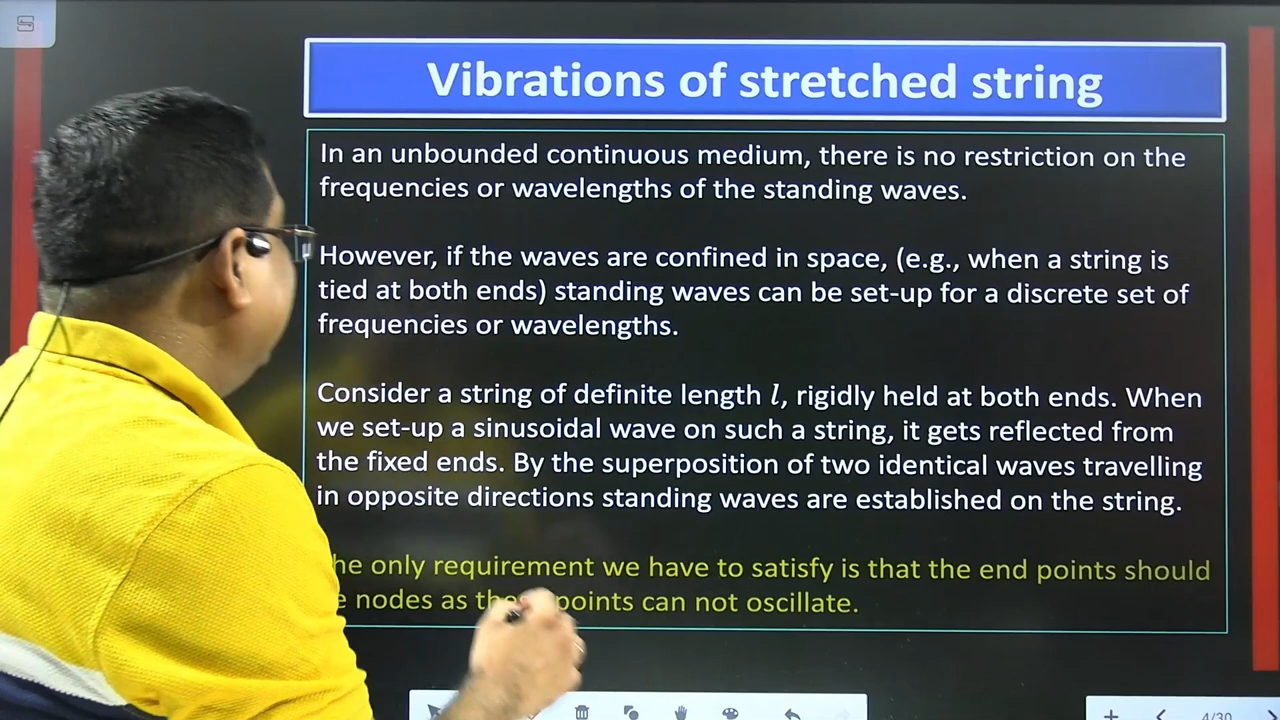 Vibrations of stretched string
In an unbounded continuous medium, there is no restriction on the
frequencies or wavelengths of the standing waves.
However, if the waves are confined in space, (e.g., when a string is
tied at both ends) standing waves can be set-up for a discrete set of
frequencies or wavelengths.
Consider a string of definite length l, rigidly held at both ends. When
we set-up a sinusoidal wave on such a string, it gets reflected from
the fixed ends. By the superposition of two identical waves travelling
in opposite directions standing waves are established on the string.
only requirement we have to satisfy is that the end points should
nodes as points can not oscillate.
4/30